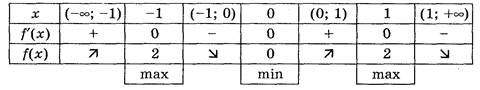 x (−∞; −1) −1 (−1; 0) 0 (0; 1) 1 (1; +∞)
f′(x) + 0 − 0 + 0 −
f(x) ↗ 2 ↘ 0 ↗ 2 ↘
max min max